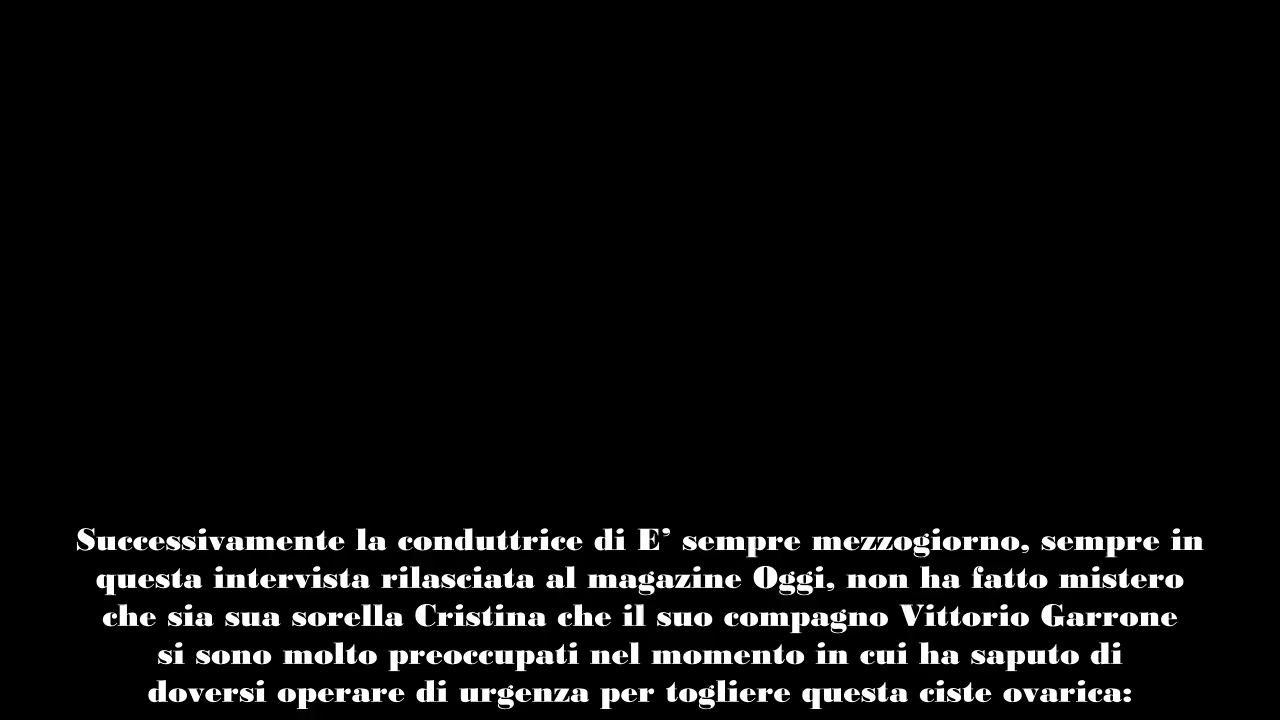 Successivamente la conduttrice di E’ sempre mezzogiorno, sempre in
questa intervista rilasciata al magazine Oggi, non ha fatto mistero
che sia sua sorella Cristina che il suo compagno Vittorio Garrone
si sono molto preoccupati nel momento in cui ha saputo di
doversi operare di urgenza per togliere questa ciste ovarica: